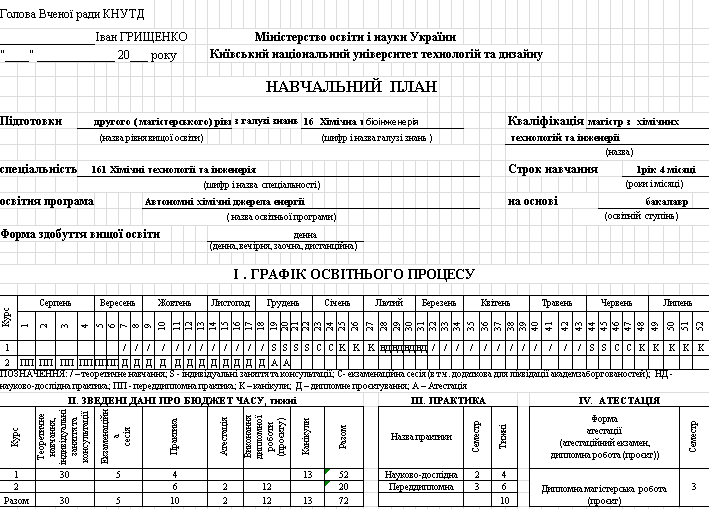 Голова Вченої ради КНУТД
Іван ГРИЩЕНКО Міністерство освіти і науки України
"____" ______________ 20___ року Київський національний університет технологій та дизайну
НАВЧАЛЬНИЙ ПЛАН
Підготовки другого ( магістерського) рівн з галузі знань 16 Хімічна т біоінженерія Кваліфікація магістр з хімічних
(назва рівня вищої освіти) (шифр і назва галузі знань ) технологій та інженерії
(назва)
спеціальність 161 Хімічні технології та інженерія Строк навчання 1рік 4 місяці
(шифр і назва спеціальності) (роки і місяці)
освітня програма Автономні хімічні джерела енергії на основі бакалавр
( назва освітньої програми) (освітній ступінь)
Форма здобуття вищої освіти денна
(денна, вечірня, заочна, дистанційна)
І . ГРАФІК ОСВІТНЬОГО ПРОЦЕСУ
Курс Серпень Вересень Жовтень Листопад Грудень Січень Лютий Березень Квітень Травень Червень Липень
1 2 3 4 5 6 7 8 9 10 11 12 13 14 15 16 17 18 19 20 21 22 23 24 25 26 27 28 29 30 31 32 33 34 35 36 37 38 39 40 41 42 43 44 45 46 47 48 49 50 51 52
1 / / / / / / / / / / / / S S S S С С К К К К НД НД НД НД / / / / / / / / / / / / S S С С К К К К К К
2 ПП ПП ПП ПП ПП ПП Д Д Д Д Д Д Д Д Д Д Д Д А А
ПОЗНАЧЕННЯ: / – теоретичне навчання; S - індивідуальні заняття та консультації; С- екзаменаційна сесія (в т.ч. додаткова для ліквідації академзаборгованостей); НД -
науково-дослідна практика; ПП - переддипломна практика; К – канікули; Д – дипломне проєктування; А – Атестація
ІІ. ЗВЕДЕНІ ДАНІ ПРО БЮДЖЕТ ЧАСУ, тижні ІІІ. ПРАКТИКА IV. АТЕСТАЦІЯ
Курс Теоретичне навчання, індивідуальні заняття та консультації Екзаменаційна сесія Практика Атестація Виконання дипломної роботи (проєкту) Канікули Разом
Назва практики Семестр Тижні
Форма
атестації
(атестаційний екзамен,
дипломна робота (проєкт))
Семестр
1 30 5 4 13 52 Науково-дослідна 2 4
2 6 2 12 20 Переддипломна 3 6 Дипломна магістерська робота 3
Разом 30 5 10 2 12 13 72 10 (проєкт)